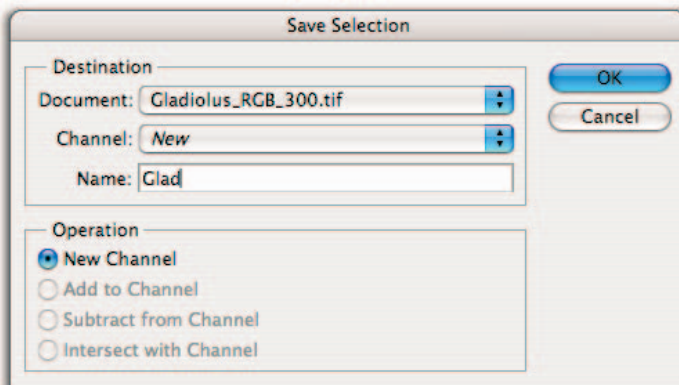 Save Selection
Destination
Document: Gladiolus_RGB_300.tif
Channel: New
Name: Glad
OK
Cancel
Operation
New Channel
Add to Channel
Subtract from Channel
Intersect with Channel